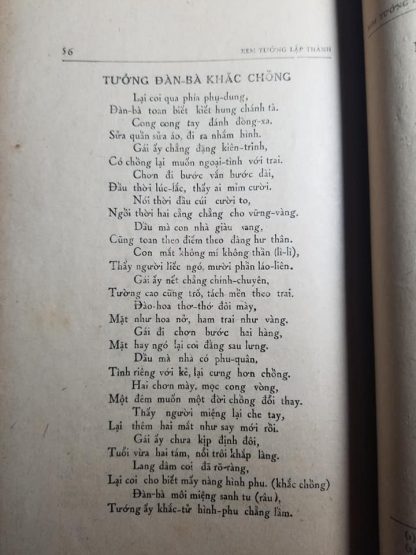 56
XEM TƯỚNG LẬP THÀNH
TƯỚNG ĐÀN-BÀ KHẮC CHỒNG
Lại coi qua phía phụ-dung,
Đàn-bà toan biết kiết hung chánh tà.
Cong cong tay đánh đồng-xa.
Sửa quần sửa áo, đi ra nhắm hình.
Gái ấy chẳng đặng kiên-trinh,
Có chồng lại muốn ngoại-tình với trai.
Chơn đi bước vắn bước dài,
Đầu thời lúc-lắc, thấy ai mím cười.
Nói thời đầu cúi cười to,
Ngồi thời hai cẳng chẳng cho vững-vàng.
Dầu mà con nhà giàu sang,
Cũng toan theo điếm theo đàng hư thân.
Con mắt không mí không thần (li-li),
Thấy người liếc ngó, mười phần láo-liên.
Gái ấy nết chẳng chính-chuyên,
Tường cao cũng trổ, tách mền theo trai.
Đào-hoa thơ-thớ đôi mày,
Mặt như hoa nở, ham trai như vàng.
Gái đi chơn bước hai hàng,
Mặt hay ngó lại coi đằng sau lưng.
Dầu mà nhà có phu-quân,
Tình riêng với kẻ, lại cưng hơn chồng.
Hai chơn mày, mọc cong vòng,
Một đêm muốn một đời chồng đổi thay.
Thấy người miệng lại che tay,
Lại thêm hai mắt như say mới rồi.
Gái ấy chưa kịp định đôi,
Tuổi vừa hai tám, nổi trôi khắp làng.
Lang dâm coi đã rõ-ràng,
Lại coi cho biết mấy nàng hình phu. (khắc chồng)
Đàn-bà môi miệng sanh tu (râu),
Tướng ấy khắc-tử hình-phu chẳng lầm.